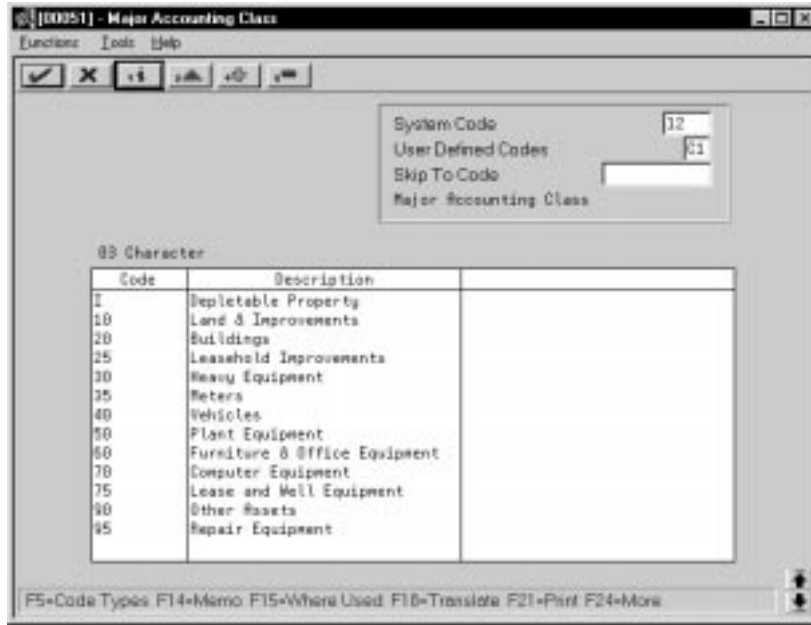 [00051] - Major Accounting Class
Functions Tools Help
System Code 12
User Defined Codes C1
Skip To Code
Major Accounting Class
03 Character
Code Description
I Depletable Property
10 Land & Improvements
20 Buildings
25 Leasehold Improvements
30 Heavy Equipment
35 Meters
40 Vehicles
50 Plant Equipment
60 Furniture & Office Equipment
70 Computer Equipment
75 Lease and Well Equipment
90 Other Assets
95 Repair Equipment
F5=Code Types F14=Memo F15=Where Used F18=Translate F21=Print F24=More